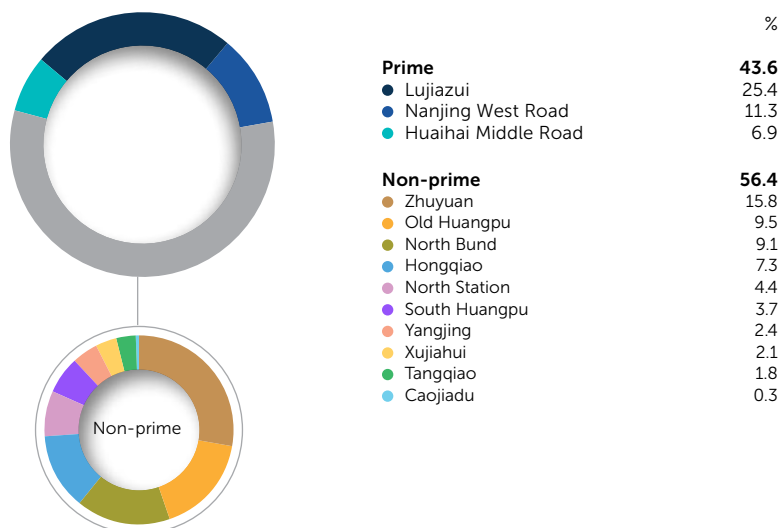 %
Prime 43.6
Lujiazui 25.4
Nanjing West Road 11.3
Huaihai Middle Road 6.9
Non-prime 56.4
Zhuyuan 15.8
Old Huangpu 9.5
North Bund 9.1
Hongqiao 7.3
North Station 4.4
South Huangpu 3.7
Yangjing 2.4
Xujiahui 2.1
Tangqiao 1.8
Caojiadu 0.3
Non-prime